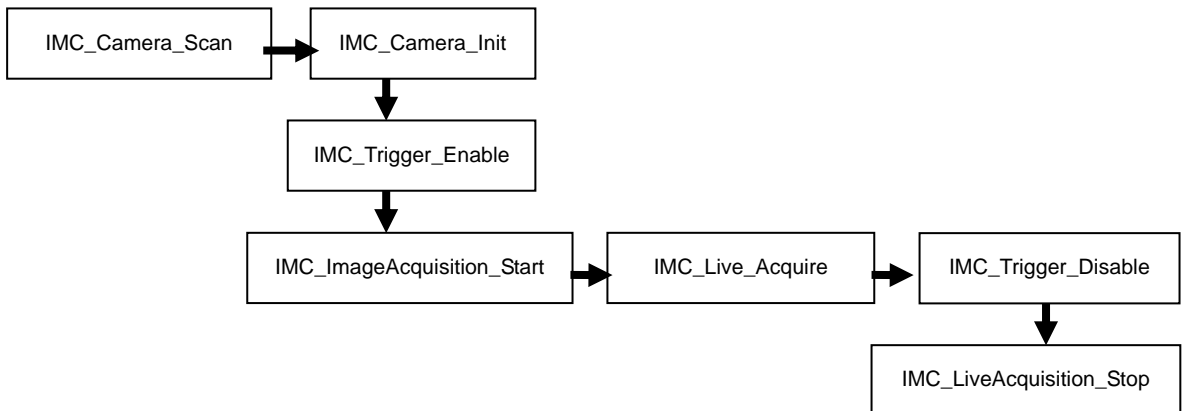 IMC_Camera_Scan
IMC_Camera_Init
IMC_Trigger_Enable
IMC_ImageAcquisition_Start
IMC_Live_Acquire
IMC_Trigger_Disable
IMC_LiveAcquisition_Stop